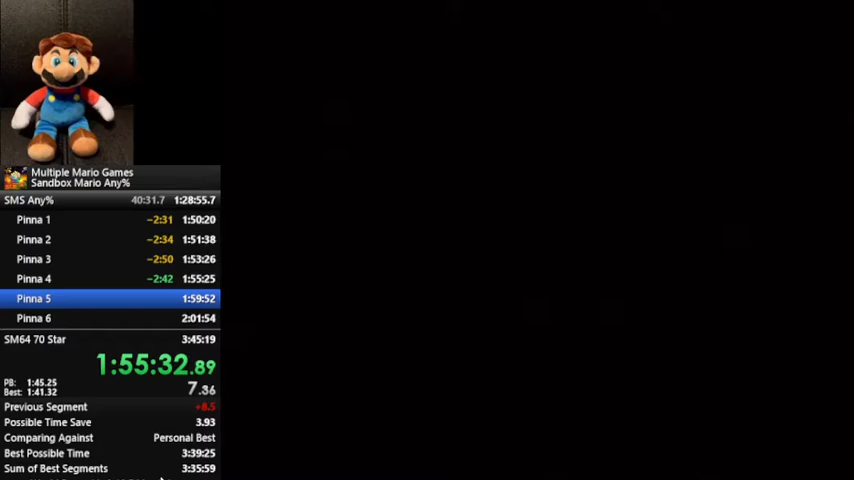 Multiple Mario Games
Sandbox Mario Any%
SMS Any% 40:31.7 1:28:55.7
Pinna 1 −2:31 1:50:20
Pinna 2 −2:34 1:51:38
Pinna 3 −2:50 1:53:26
Pinna 4 −2:42 1:55:25
Pinna 5 1:59:52
Pinna 6 2:01:54
SM64 70 Star 3:45:19
1:55:32.89
PB: 1:45.25
Best: 1:41.32
7.36
Previous Segment +8.5
Possible Time Save 3.93
Comparing Against Personal Best
Best Possible Time 3:39:25
Sum of Best Segments 3:35:59